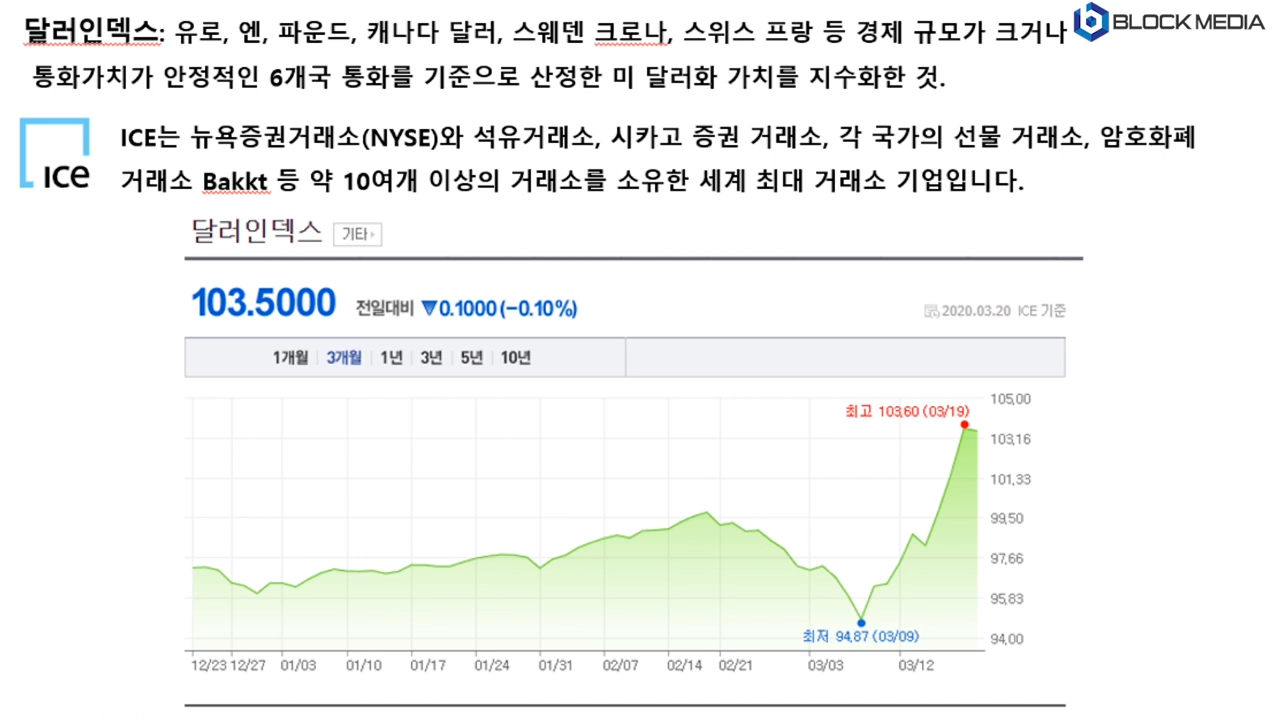 달러인덱스: 유로, 엔, 파운드, 캐나다 달러, 스웨덴 크로나, 스위스 프랑 등 경제 규모가 크거나
BLOCK MEDIA
통화가치가 안정적인 6개국 통화를 기준으로 산정한 미 달러화 가치를 지수화한 것.
ICE는 뉴욕증권거래소(NYSE)와 석유거래소, 시카고 증권 거래소, 각 국가의 선물 거래소, 암호화폐
ice
거래소 Bakkt 등 약 10여개 이상의 거래소를 소유한 세계 최대 거래소 기업입니다.
달러인덱스 기타
103.5000 전일대비 ▼0.1000 (-0.10%)
2020.03.20 ICE 기준
1개월 3개월 1년 3년 5년 10년
105,00
최고 103,60 (03/19)
103,16
101,33
99,50
97,66
95,83
최저 94,87 (03/09)
94,00
12/23 12/27 01/03 01/10 01/17 01/24 01/31 02/07 02/14 02/21 03/03 03/12